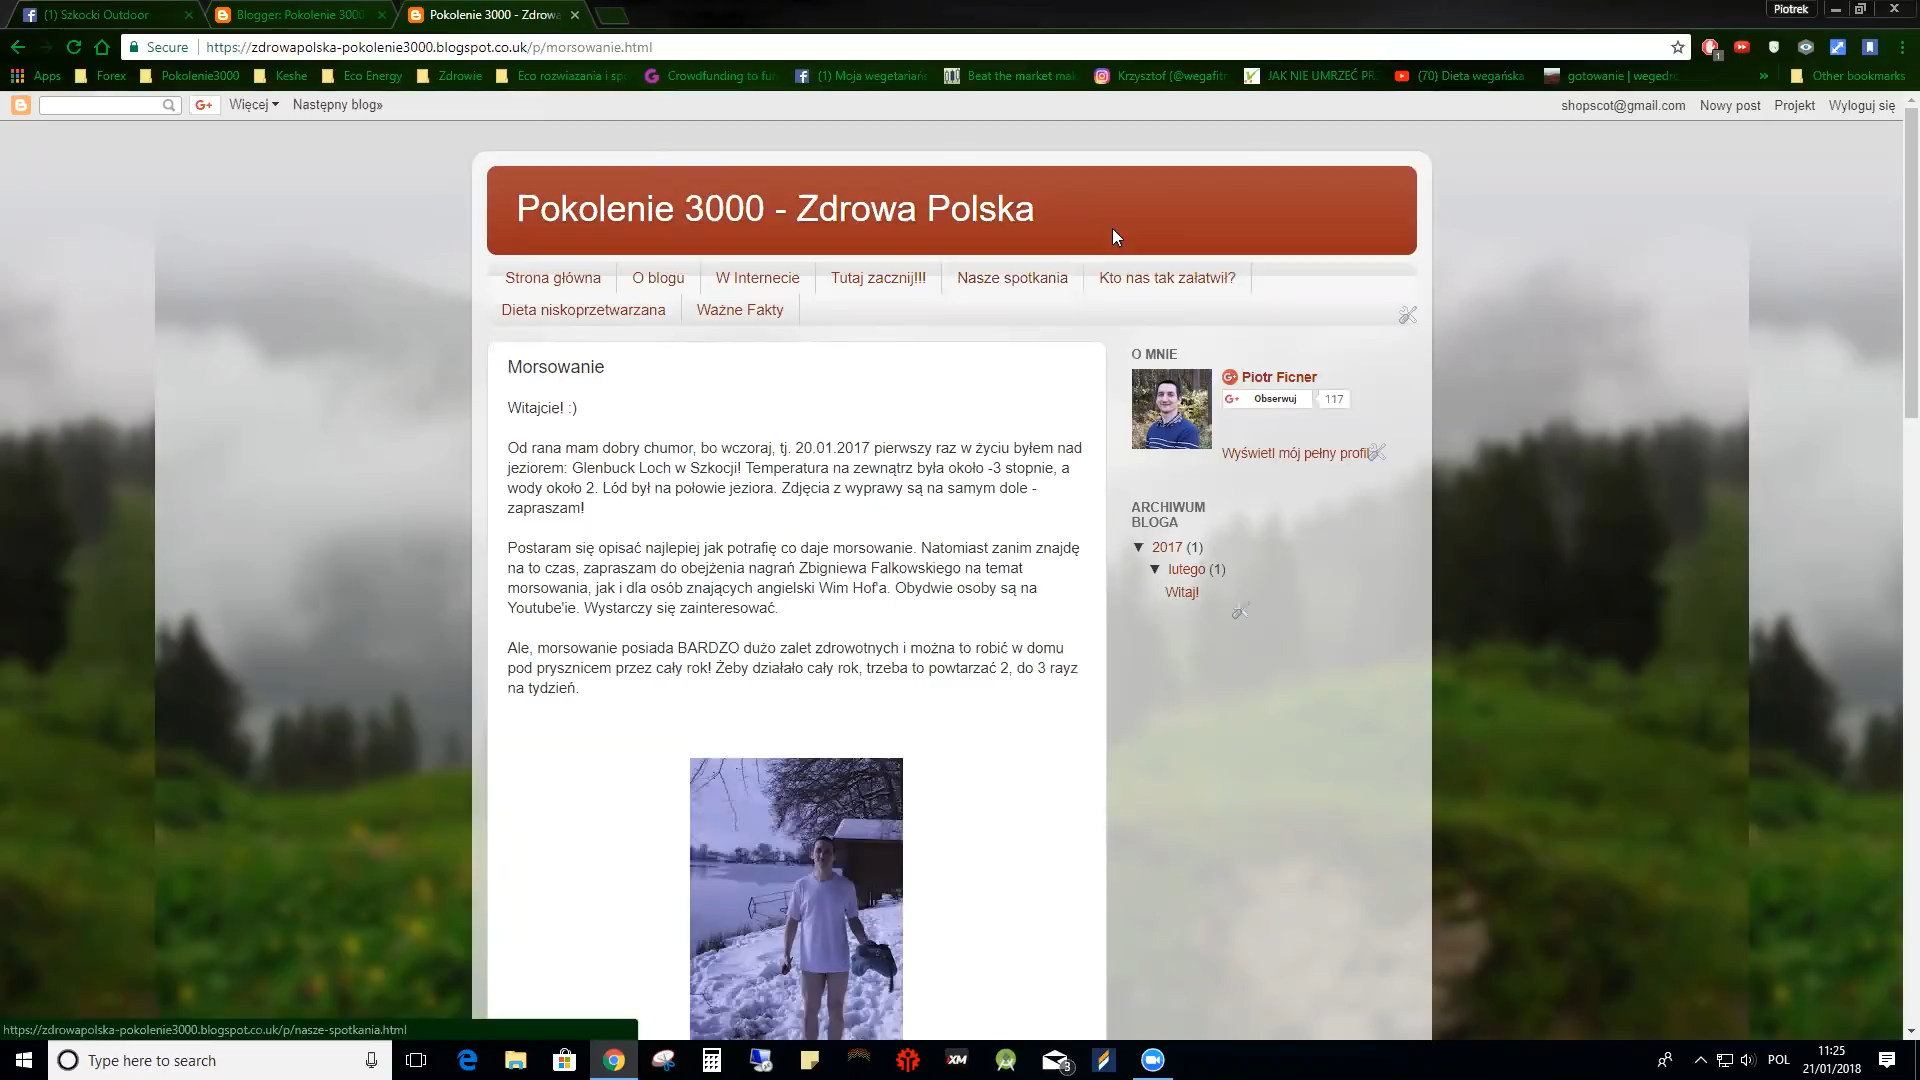 (1) Szkocki Outdoor
Blogger: Pokolenie 3000
Pokolenie 3000 - Zdrowa
Piotrek
Secure
https://zdrowapolska-pokolenie3000.blogspot.co.uk/p/morsowanie.html
1
Apps
Forex
Pokolenie3000
Keshe
Eco Energy
Zdrowie
Eco rozwiazania i sp
Crowdfunding to fun
(1) Moja wegetariańs
Beat the market mak
Krzysztof (@wegafitn
JAK NIE UMRZEĆ PR
(70) Dieta wegańska
gotowanie | wegedro
»
Other bookmarks
G+
Więcej
Następny blog»
shopscot@gmail.com
Nowy post
Projekt
Wyloguj się
Pokolenie 3000 - Zdrowa Polska
Strona główna
O blogu
W Internecie
Tutaj zacznij!!!
Nasze spotkania
Kto nas tak załatwił?
Dieta niskoprzetwarzana
Ważne Fakty
Morsowanie
Witajcie! :)
Od rana mam dobry chumor, bo wczoraj, tj. 20.01.2017 pierwszy raz w życiu byłem nad
jeziorem: Glenbuck Loch w Szkocji! Temperatura na zewnątrz była około -3 stopnie, a
wody około 2. Lód był na połowie jeziora. Zdjęcia z wyprawy są na samym dole -
zapraszam!
Postaram się opisać najlepiej jak potrafię co daje morsowanie. Natomiast zanim znajdę
na to czas, zapraszam do obejżenia nagrań Zbigniewa Falkowskiego na temat
morsowania, jak i dla osób znających angielski Wim Hof'a. Obydwie osoby są na
Youtube'ie. Wystarczy się zainteresować.
Ale, morsowanie posiada BARDZO dużo zalet zdrowotnych i można to robić w domu
pod prysznicem przez cały rok! Żeby działało cały rok, trzeba to powtarzać 2, do 3 rayz
na tydzień.
O MNIE
G+ Piotr Ficner
G+ Obserwuj
117
Wyświetl mój pełny profil
ARCHIWUM
BLOGA
▼ 2017 (1)
▼ lutego (1)
Witaj!
https://zdrowapolska-pokolenie3000.blogspot.co.uk/p/nasze-spotkania.html
Type here to search
XM
3
POL
11:25
21/01/2018